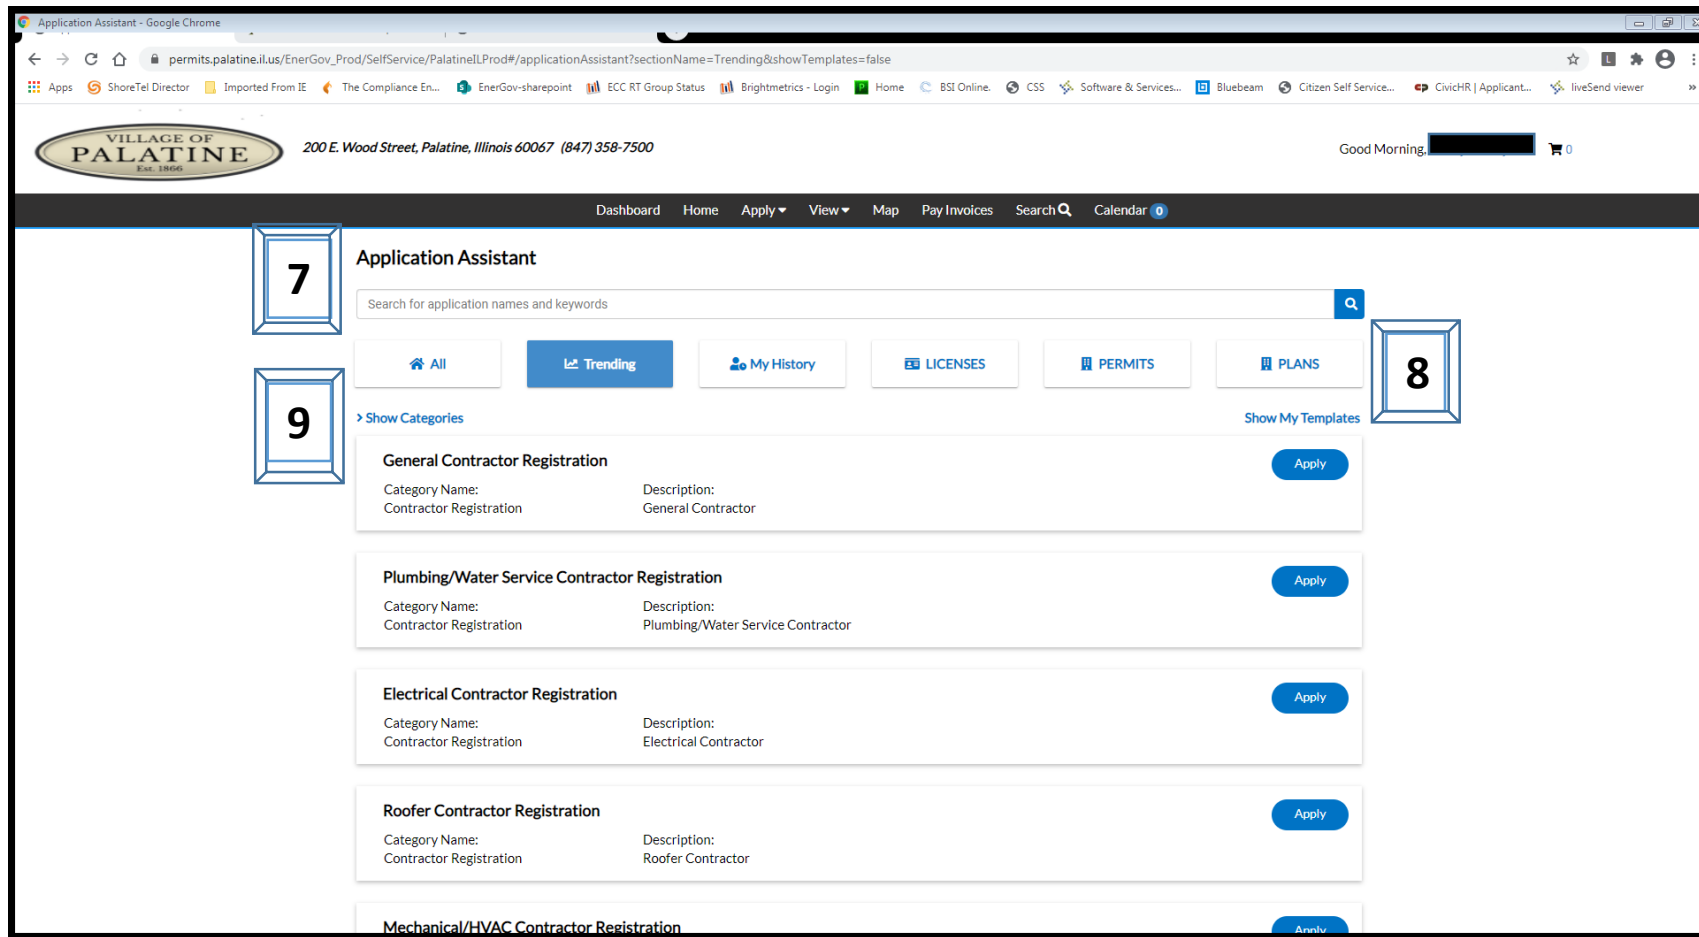 Application Assistant - Google Chrome
permits.palatine.il.us/EnerGov_Prod/SelfService/PalatineILProd#/applicationAssistant?sectionName=Trending&showTemplates=false
Apps ShoreTel Director Imported From IE The Compliance En... EnerGov-sharepoint ECC RT Group Status Brightmetrics - Login Home BSI Online. CSS Software & Services... Bluebeam Citizen Self Service... CivicHR | Applicant... liveSend viewer »
VILLAGE OF
PALATINE
Est. 1866
200 E. Wood Street, Palatine, Illinois 60067 (847) 358-7500
Good Morning, 0
Dashboard Home Apply View Map Pay Invoices Search Calendar 0
7
Application Assistant
Search for application names and keywords
All Trending My History LICENSES PERMITS PLANS
8
9
> Show Categories Show My Templates
General Contractor Registration Apply
Category Name: Description:
Contractor Registration General Contractor
Plumbing/Water Service Contractor Registration Apply
Category Name: Description:
Contractor Registration Plumbing/Water Service Contractor
Electrical Contractor Registration Apply
Category Name: Description:
Contractor Registration Electrical Contractor
Roofer Contractor Registration Apply
Category Name: Description:
Contractor Registration Roofer Contractor
Mechanical/HVAC Contractor Registration Apply